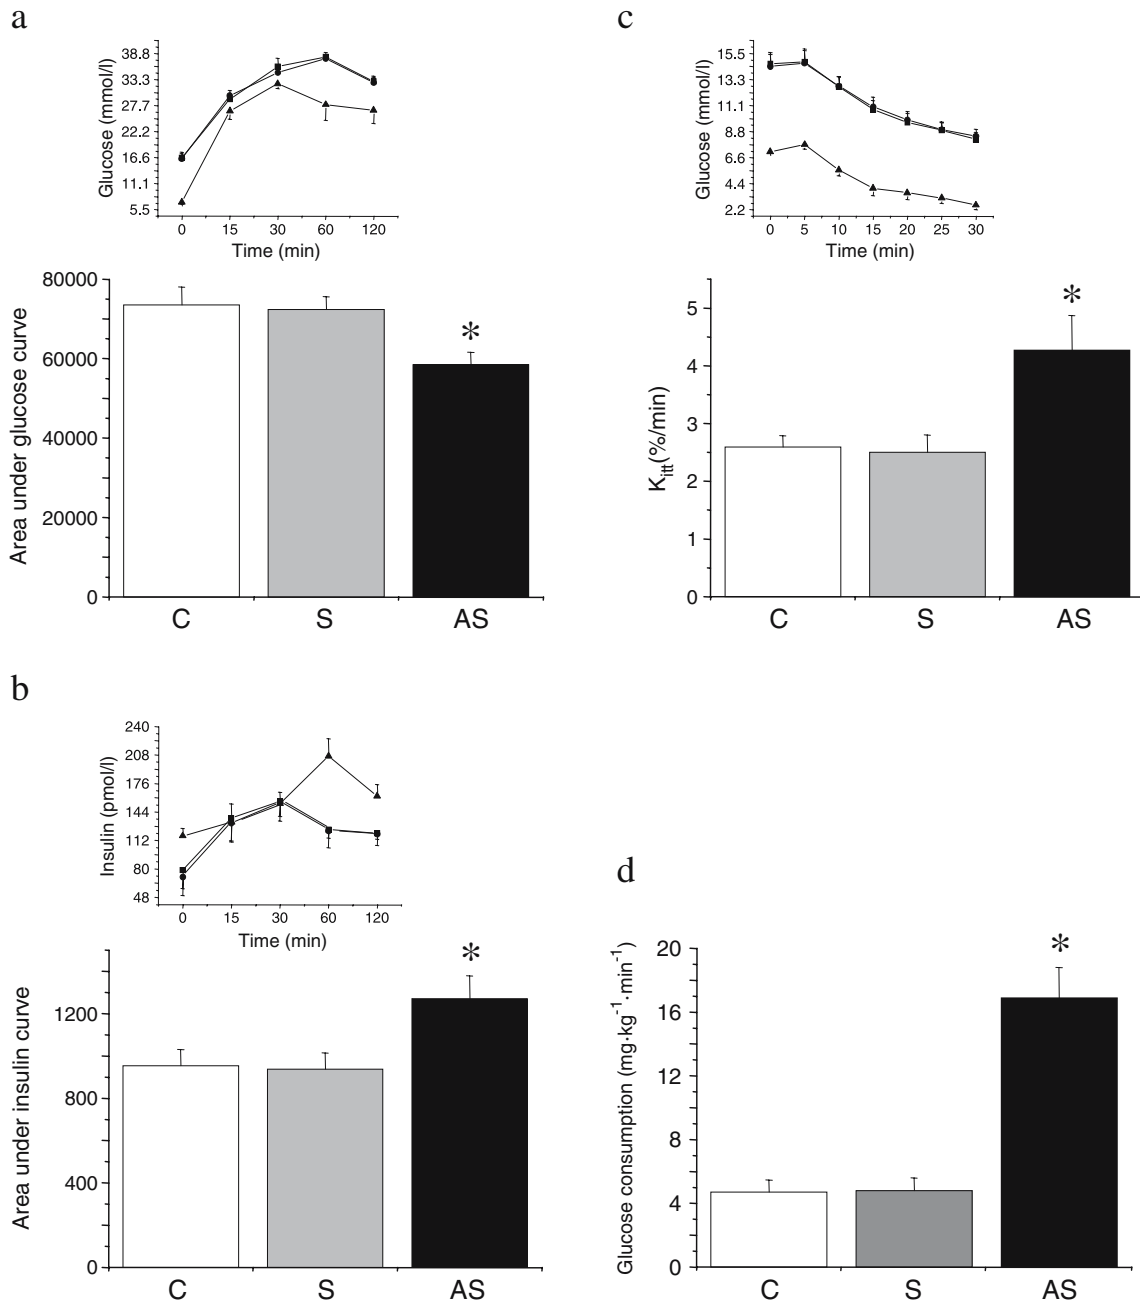 a
Glucose (mmol/l)
38.8
33.3
27.7
22.2
16.6
11.1
5.5
0 15 30 60 120
Time (min)
Area under glucose curve
80000
60000
40000
20000
0
*
C S AS
b
Insulin (pmol/l)
240
208
176
144
112
80
48
0 15 30 60 120
Time (min)
Area under insulin curve
1200
800
400
0
*
C S AS
c
Glucose (mmol/l)
15.5
13.3
11.1
8.8
6.6
4.4
2.2
0 5 10 15 20 25 30
Time (min)
K_itt(%/min)
5
4
3
2
1
0
*
C S AS
d
Glucose consumption (mg·kg⁻¹·min⁻¹)
20
16
12
8
4
0
*
C S AS